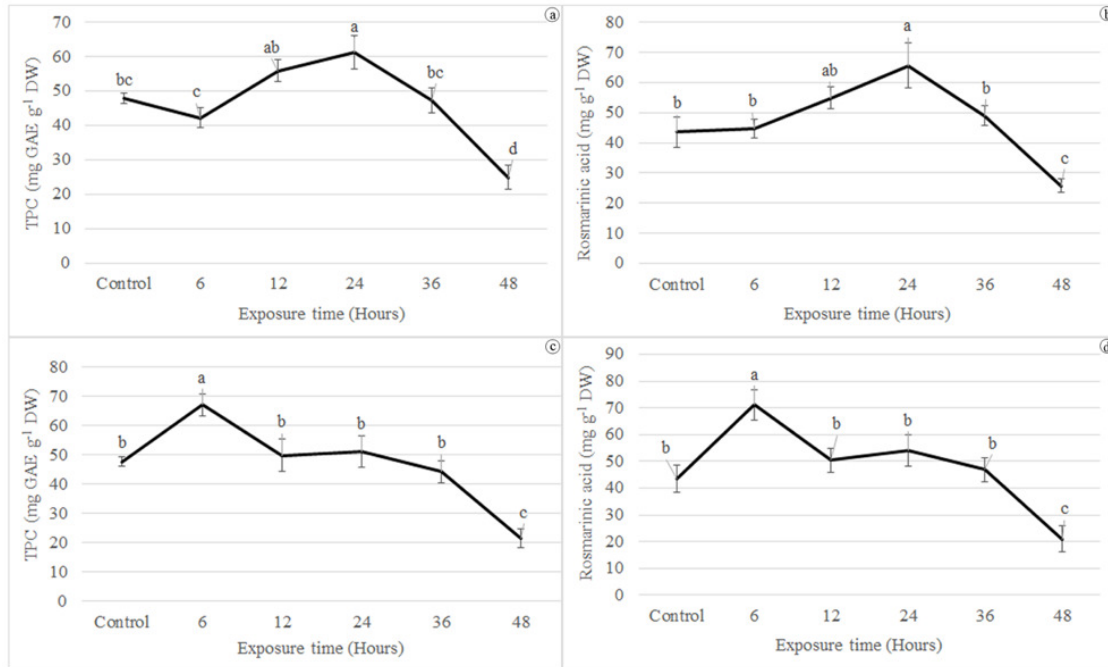 ⓐ
70
60
50
40
30
20
10
0
TPC (mg GAE g-1 DW)
bc
c
ab
a
bc
d
Control 6 12 24 36 48
Exposure time (Hours)
ⓑ
80
70
60
50
40
30
20
10
0
Rosmarinic acid (mg g-1 DW)
b
b
ab
a
b
c
Control 6 12 24 36 48
Exposure time (Hours)
ⓒ
80
70
60
50
40
30
20
10
0
TPC (mg GAE g-1 DW)
b
a
b
b
b
c
Control 6 12 24 36 48
Exposure time (Hours)
ⓓ
90
80
70
60
50
40
30
20
10
0
Rosmarinic acid (mg g-1 DW)
b
a
b
b
b
c
Control 6 12 24 36 48
Exposure time (Hours)